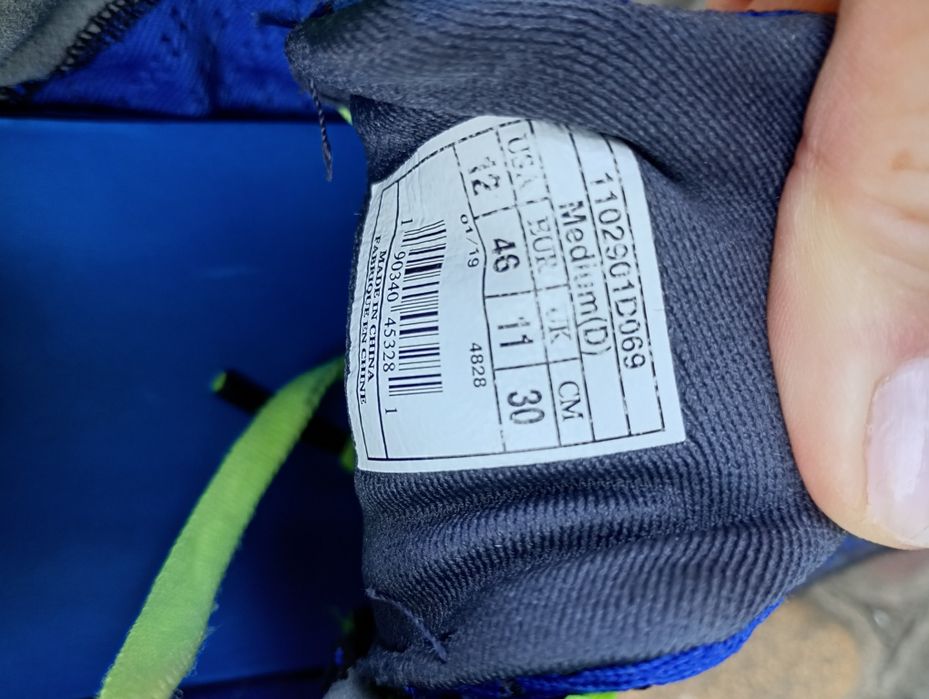 1102901D069
Medium(D)
USA EUR UK CM
12 46 11 30
01/19 4828
1 90340 45328 1
MADE IN CHINA
FABRIQUE EN CHINE